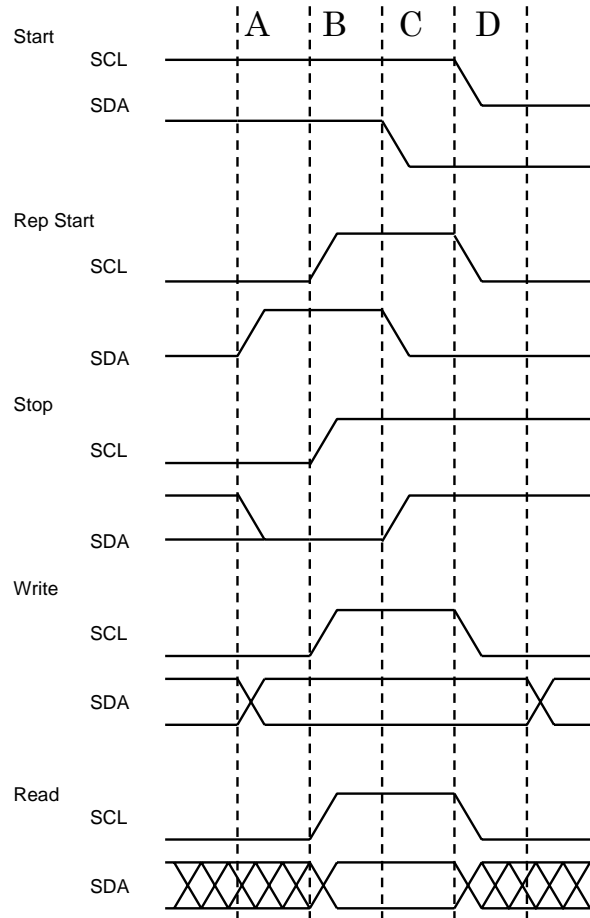 A B C D
Start
SCL
SDA
Rep Start
SCL
SDA
Stop
SCL
SDA
Write
SCL
SDA
Read
SCL
SDA